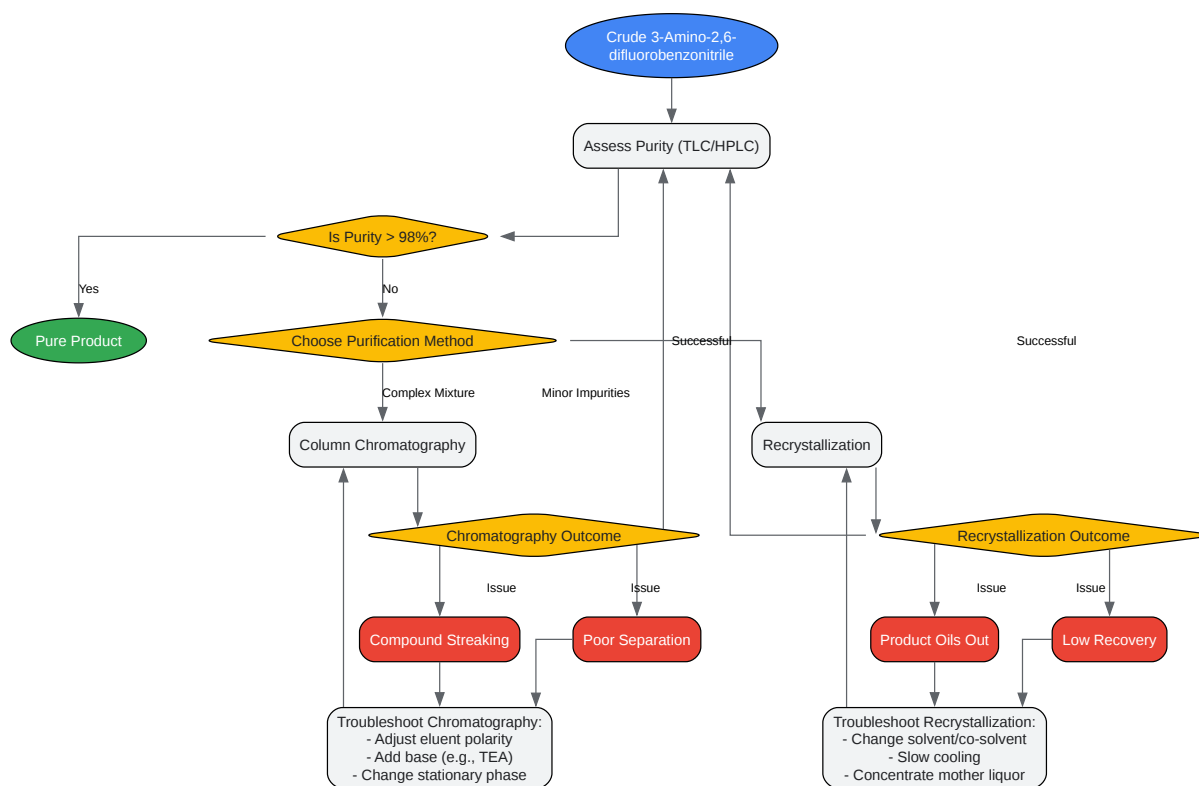 Crude 3-Amino-2,6-
difluorobenzonitrile
Assess Purity (TLC/HPLC)
Is Purity > 98%?
Yes
No
Pure Product
Choose Purification Method
Successful
Successful
Complex Mixture
Minor Impurities
Column Chromatography
Recrystallization
Chromatography Outcome
Recrystallization Outcome
Issue
Issue
Issue
Issue
Compound Streaking
Poor Separation
Product Oils Out
Low Recovery
Troubleshoot Chromatography:
- Adjust eluent polarity
- Add base (e.g., TEA)
- Change stationary phase
Troubleshoot Recrystallization:
- Change solvent/co-solvent
- Slow cooling
- Concentrate mother liquor